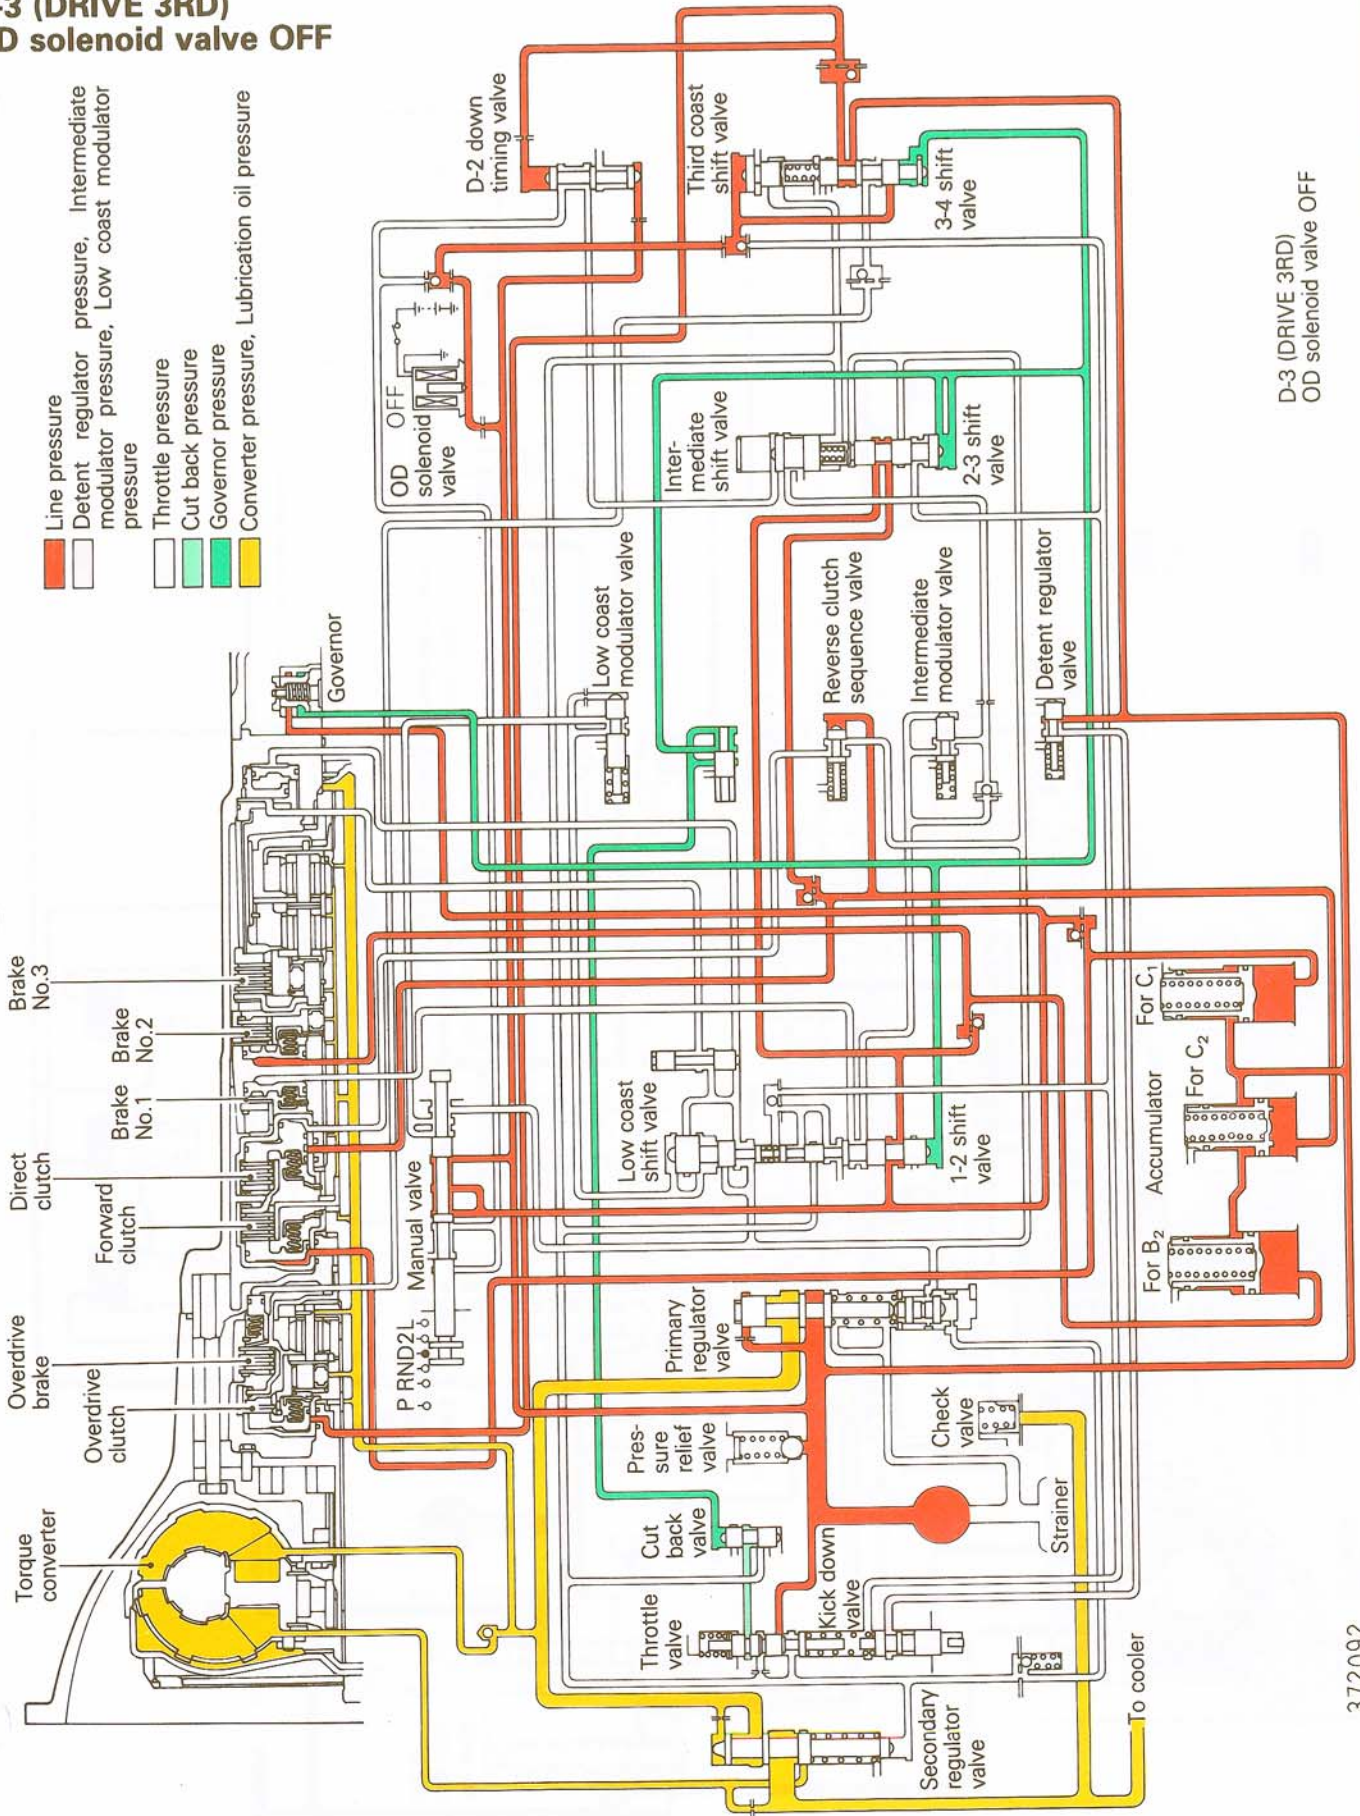 -3 (DRIVE 3RD)
D solenoid valve OFF
Line pressure
Detent regulator pressure, Intermediate
modulator pressure, Low coast modulator
pressure
Throttle pressure
Cut back pressure
Governor pressure
Converter pressure, Lubrication oil pressure
Torque
converter
Overdrive
clutch
Overdrive
brake
Forward
clutch
Direct
clutch
Brake
No.1
Brake
No.2
Brake
No.3
Governor
Manual valve
P RND2L
OD OFF
solenoid
valve
D-2 down
timing valve
Third coast
shift valve
3-4 shift
valve
Inter-
mediate
shift valve
2-3 shift
valve
Low coast
modulator valve
Reverse clutch
sequence valve
Intermediate
modulator valve
Detent regulator
valve
Low coast
shift valve
1-2 shift
valve
Primary
regulator
valve
Pres-
sure
relief
valve
Check
valve
Cut
back
valve
Strainer
Throttle
valve
Kick down
valve
Secondary
regulator
valve
To cooler
Accumulator
For C₁
For C₂
For B₂
D-3 (DRIVE 3RD)
OD solenoid valve OFF
372092